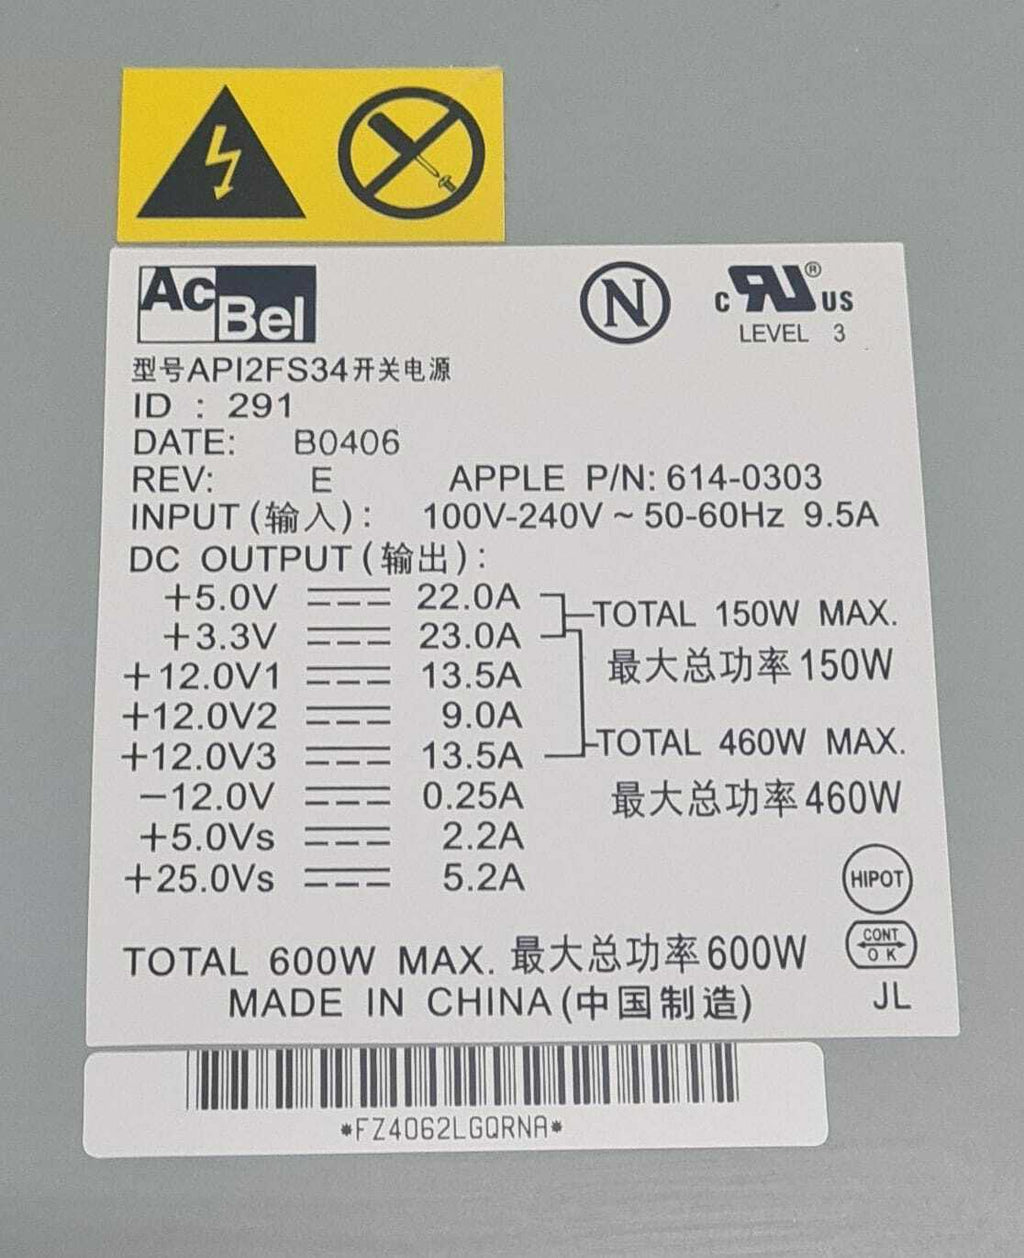 AcBel
N
c RU® US
LEVEL 3
型号API2FS34开关电源
ID : 291
DATE: B0406
REV: E APPLE P/N: 614-0303
INPUT (输入) : 100V-240V ~ 50-60Hz 9.5A
DC OUTPUT (输出) :
+5.0V 22.0A
+3.3V 23.0A
TOTAL 150W MAX.
最大总功率150W
+12.0V1 13.5A
+12.0V2 9.0A
+12.0V3 13.5A
TOTAL 460W MAX.
最大总功率460W
−12.0V 0.25A
+5.0Vs 2.2A
+25.0Vs 5.2A
HIPOT
CONT
OK
JL
TOTAL 600W MAX. 最大总功率600W
MADE IN CHINA (中国制造)
*FZ4062LGQRNA*